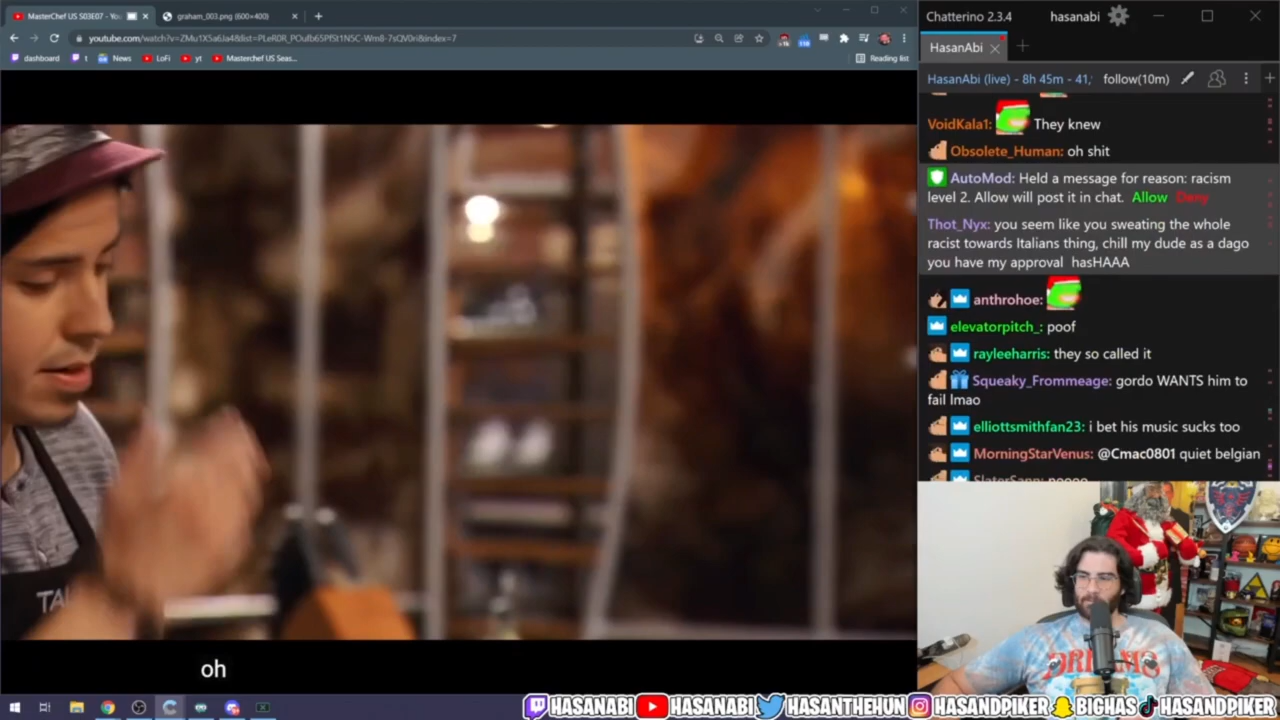 MasterChef US S03E07 - You
graham_003.png (600×400)
Chatterino 2.3.4
hasanabi
youtube.com/watch?v=ZMu1X5a6Ja4&list=PLeR0R_POufb65PfSt1N5C-Wm8-7sQV0ri&index=7
HasanAbi
dashboard
t
News
LoFi
yt
Masterchef US Seas...
Reading list
HasanAbi (live) - 8h 45m - 41,
follow(10m)
VoidKala1: They knew
Obsolete_Human: oh shit
AutoMod: Held a message for reason: racism
level 2. Allow will post it in chat. Allow Deny
Thot_Nyx: you seem like you sweating the whole
racist towards Italians thing, chill my dude as a dago
you have my approval hasHAAA
anthrohoe:
elevatorpitch_: poof
rayleeharris: they so called it
Squeaky_Frommeage: gordo WANTS him to
fail lmao
elliottsmithfan23: i bet his music sucks too
MorningStarVenus: @Cmac0801 quiet belgian
TAL
oh
HASANABI HASANABI HASANTHEHUN HASANDPIKER BIGHAS HASANDPIKER